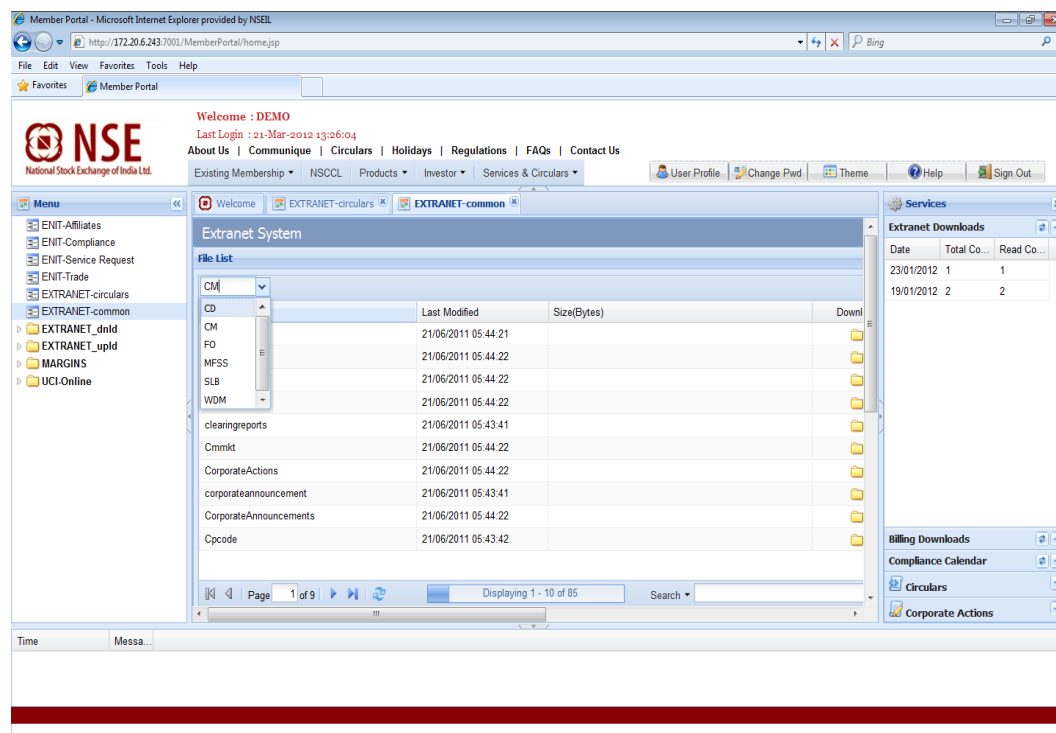 Member Portal - Microsoft Internet Explorer provided by NSEIL
http://172.20.6.243:7001/MemberPortal/home.jsp
Bing
File Edit View Favorites Tools Help
Favorites
Member Portal
NSE
National Stock Exchange of India Ltd.
Welcome : DEMO
Last Login : 21-Mar-2012 13:26:04
About Us | Communique | Circulars | Holidays | Regulations | FAQs | Contact Us
Existing Membership NSCCL Products Investor Services & Circulars
User Profile Change Pwd Theme Help Sign Out
Menu
ENIT-Affiliates
ENIT-Compliance
ENIT-Service Request
ENIT-Trade
EXTRANET-circulars
EXTRANET-common
EXTRANET_dnld
EXTRANET_upld
MARGINS
UCI-Online
Welcome EXTRANET-circulars EXTRANET-common
Extranet System
File List
CM
CD
CM
FO
MFSS
SLB
WDM
Last Modified Size(Bytes) Downl
21/06/2011 05:44:21
21/06/2011 05:44:22
21/06/2011 05:44:22
21/06/2011 05:44:22
clearingreports 21/06/2011 05:43:41
Cmmkt 21/06/2011 05:44:22
CorporateActions 21/06/2011 05:44:22
corporateannouncement 21/06/2011 05:43:41
CorporateAnnouncements 21/06/2011 05:44:22
Cpcode 21/06/2011 05:43:42
Page 1 of 9 Displaying 1 - 10 of 85 Search
Services
Extranet Downloads
Date Total Co... Read Co...
23/01/2012 1 1
19/01/2012 2 2
Billing Downloads
Compliance Calendar
Circulars
Corporate Actions
Time Messa...